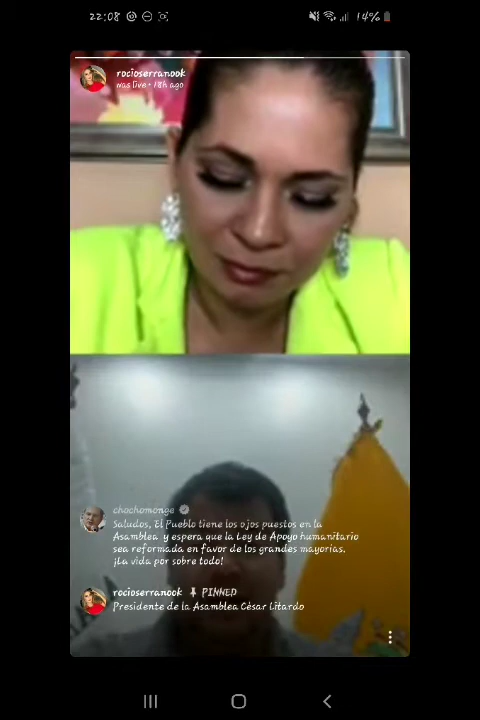 22:08
14%
rocioserranook
was live • 18h ago
chochomonge
Saludos, El Pueblo tiene los ojos puestos en la
Asamblea y espera que la Ley de Apoyo humanitario
sea reformada en favor de los grandes mayorías.
¡La vida por sobre todo!
rocioserranook PINNED
Presidente de la Asamblea César Litardo